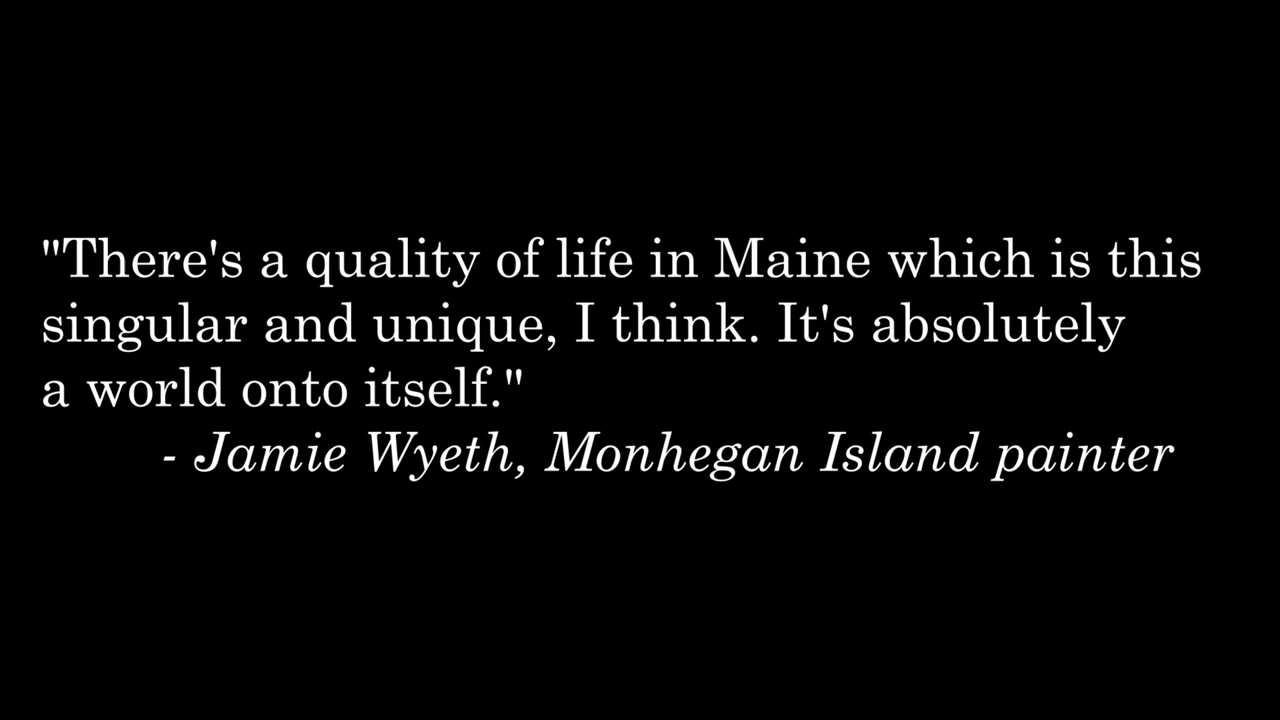 "There's a quality of life in Maine which is this
singular and unique, I think. It's absolutely
a world onto itself."
- Jamie Wyeth, Monhegan Island painter